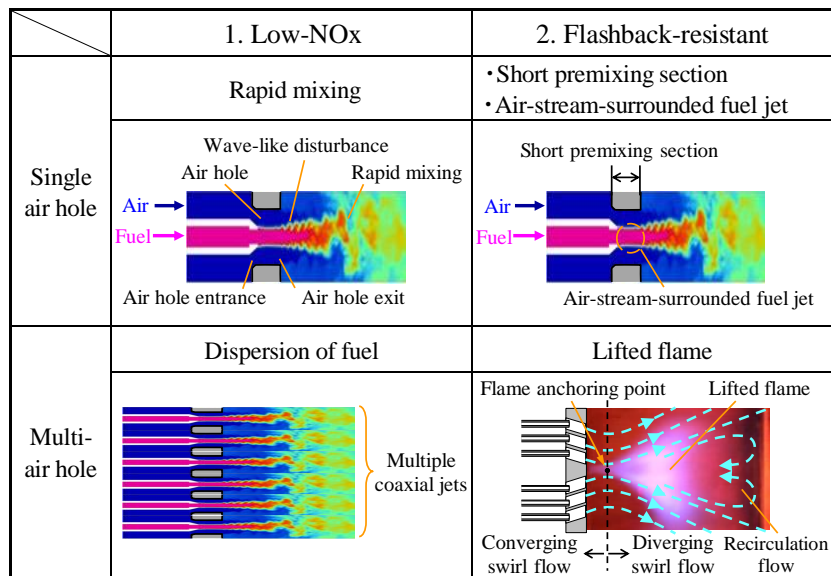 1. Low-NOx
2. Flashback-resistant
Single
air hole
Rapid mixing
・Short premixing section
・Air-stream-surrounded fuel jet
Wave-like disturbance
Air hole
Rapid mixing
Air
Fuel
Air hole entrance
Air hole exit
Short premixing section
Air
Fuel
Air-stream-surrounded fuel jet
Multi-
air hole
Dispersion of fuel
Lifted flame
Multiple
coaxial jets
Flame anchoring point
Lifted flame
Converging
swirl flow
Diverging
swirl flow
Recirculation
flow